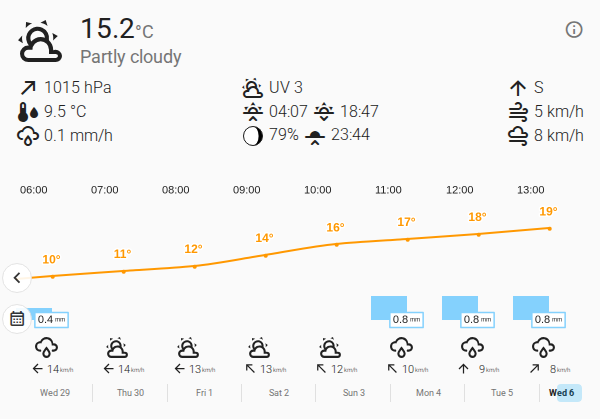 15.2°C
Partly cloudy
1015 hPa UV 3 S
9.5 °C 04:07 18:47 5 km/h
0.1 mm/h 79% 23:44 8 km/h
06:00 07:00 08:00 09:00 10:00 11:00 12:00 13:00
10° 11° 12° 14° 16° 17° 18° 19°
0.4 mm 0.8 mm 0.8 mm 0.8 mm
14 km/h 14 km/h 13 km/h 13 km/h 12 km/h 10 km/h 9 km/h 8 km/h
Wed 29 Thu 30 Fri 1 Sat 2 Sun 3 Mon 4 Tue 5 Wed 6